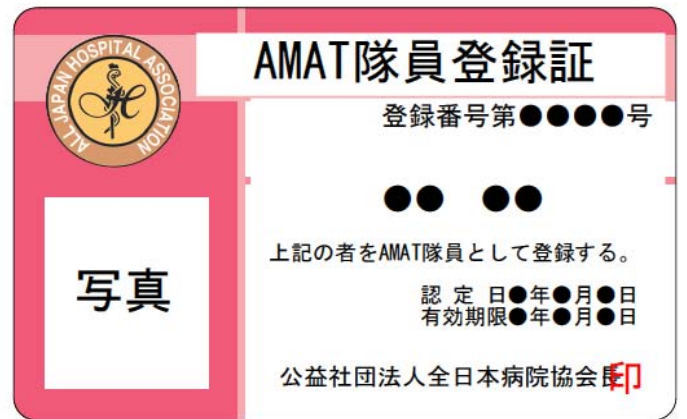 ALL JAPAN HOSPITAL ASSOCIATION
AMAT隊員登録証
登録番号第●●●●号
●● ●●
写真
上記の者をAMAT隊員として登録する。
認 定 日●年●月●日
有効期限●年●月●日
公益社団法人全日本病院協会長印